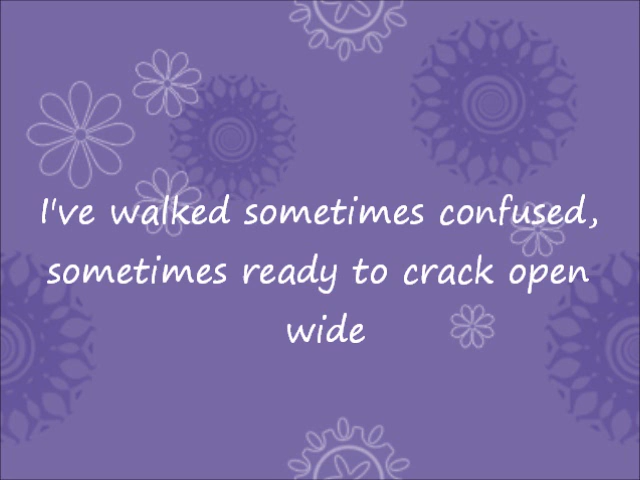 I've walked sometimes confused,
sometimes ready to crack open
wide